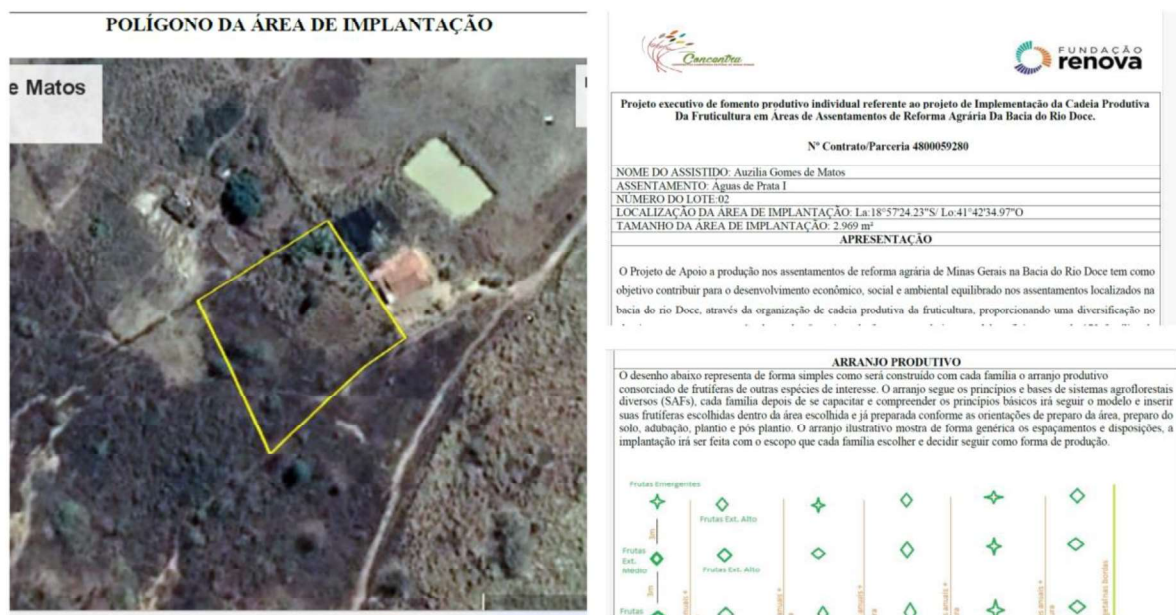 POLÍGONO DA ÁREA DE IMPLANTAÇÃO
e Matos
Concentra
FUNDAÇÃO
renova
Projeto executivo de fomento produtivo individual referente ao projeto de Implementação da Cadeia Produtiva
Da Fruticultura em Áreas de Assentamentos de Reforma Agrária Da Bacia do Rio Doce.
Nº Contrato/Parceria 4800059280
NOME DO ASSISTIDO: Auzilia Gomes de Matos
ASSENTAMENTO: Águas de Prata I
NÚMERO DO LOTE:02
LOCALIZAÇÃO DA ÁREA DE IMPLANTAÇÃO: La:18°57'24.23"S/ Lo:41°42'34.97"O
TAMANHO DA ÁREA DE IMPLANTAÇÃO: 2.969 m²
APRESENTAÇÃO
O Projeto de Apoio a produção nos assentamentos de reforma agrária de Minas Gerais na Bacia do Rio Doce tem como
objetivo contribuir para o desenvolvimento econômico, social e ambiental equilibrado nos assentamentos localizados na
bacia do rio Doce, através da organização de cadeia produtiva da fruticultura, proporcionando uma diversificação no
ARRANJO PRODUTIVO
O desenho abaixo representa de forma simples como será construído com cada família o arranjo produtivo
consorciado de frutíferas de outras espécies de interesse. O arranjo segue os princípios e bases de sistemas agroflorestais
diversos (SAFs), cada família depois de se capacitar e compreender os princípios básicos irá seguir o modelo e inserir
suas frutíferas escolhidas dentro da área escolhida e já preparada conforme as orientações de preparo da área, preparo do
solo, adubação, plantio e pós plantio. O arranjo ilustrativo mostra de forma genérica os espaçamentos e disposições, a
implantação irá ser feita com o escopo que cada família escolher e decidir seguir como forma de produção.
Frutas Emergentes
Frutas Ext. Alto
3m
Frutas
Ext.
Médio
Frutas Ext. Alto
3m
Frutas